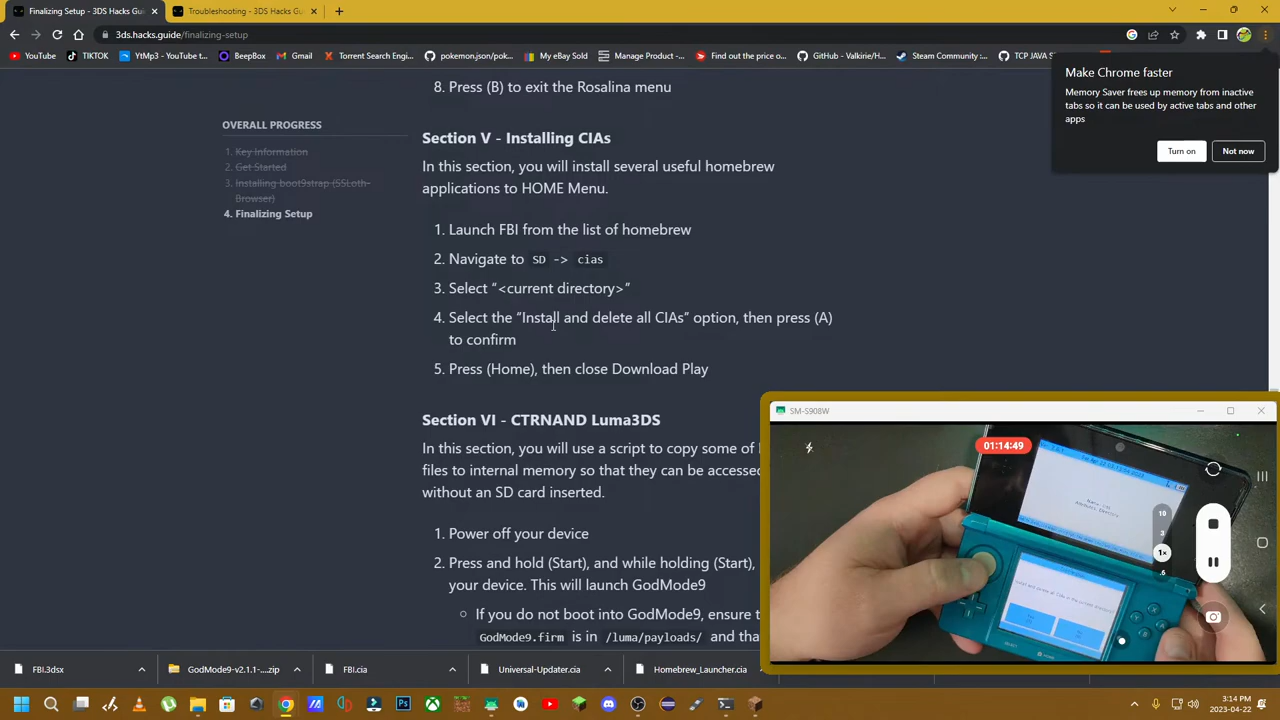 Finalizing Setup - 3DS Hacks Gu
Troubleshooting - 3DS Hacks Guid
3ds.hacks.guide/finalizing-setup
YouTube
TIKTOK
YtMp3 - YouTube t...
BeepBox
Gmail
Torrent Search Engin...
pokemon.json/pok...
My eBay Sold
Manage Product -...
Find out the price o...
GitHub - Valkirie/H...
Steam Community :...
TCP JAVA S
Make Chrome faster
Memory Saver frees up memory from inactive
tabs so it can be used by active tabs and other
apps
Turn on
Not now
OVERALL PROGRESS
1. Key Information
2. Get Started
3. Installing boot9strap (SSLoth-
Browser)
4. Finalizing Setup
8. Press (B) to exit the Rosalina menu
Section V - Installing CIAs
In this section, you will install several useful homebrew
applications to HOME Menu.
1. Launch FBI from the list of homebrew
2. Navigate to SD -> cias
3. Select “<current directory>”
4. Select the “Install and delete all CIAs” option, then press (A)
to confirm
5. Press (Home), then close Download Play
Section VI - CTRNAND Luma3DS
In this section, you will use a script to copy some of
files to internal memory so that they can be accessed
without an SD card inserted.
1. Power off your device
2. Press and hold (Start), and while holding (Start),
your device. This will launch GodMode9
If you do not boot into GodMode9, ensure t
GodMode9.firm is in /luma/payloads/ and tha
SM-S908W
01:14:49
10
3
1×
.6
FBI.3dsx
GodMode9-v2.1.1-....zip
FBI.cia
Universal-Updater.cia
Homebrew_Launcher.cia
3:14 PM
2023-04-22